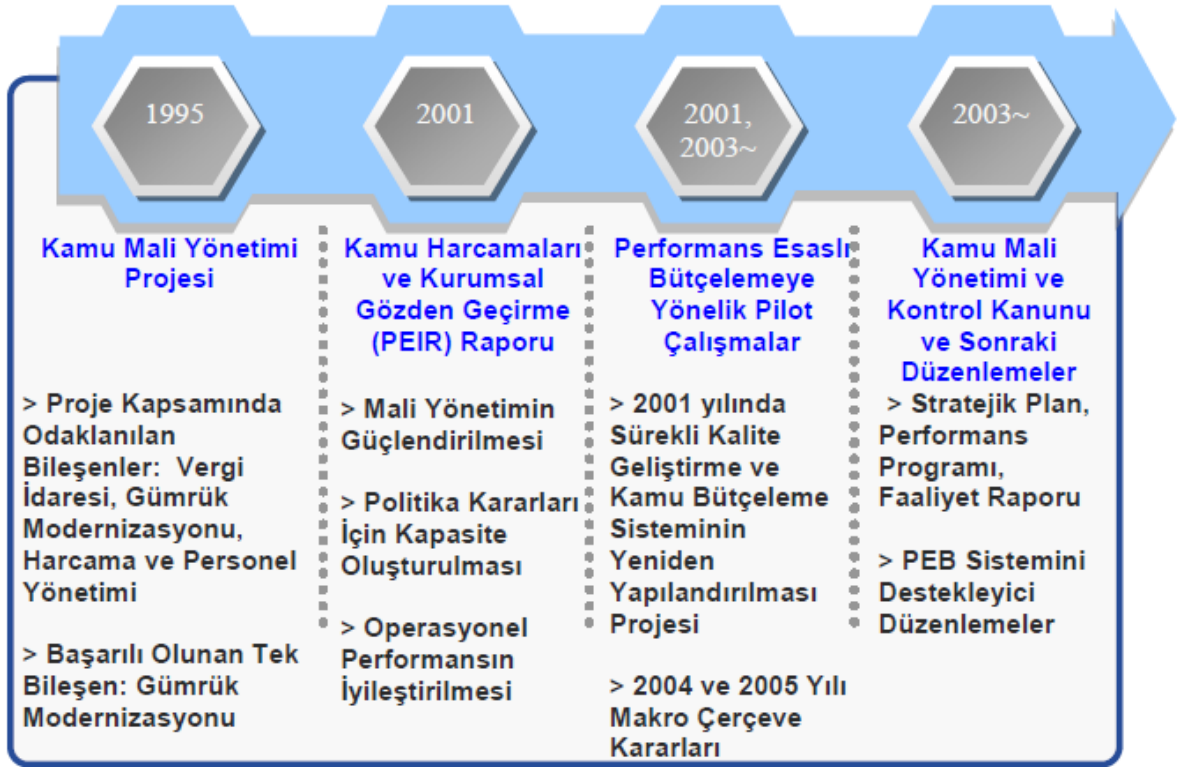 1995
Kamu Mali Yönetimi
Projesi
> Proje Kapsamında
Odaklanılan
Bileşenler: Vergi
İdaresi, Gümrük
Modernizasyonu,
Harcama ve Personel
Yönetimi
> Başarılı Olunan Tek
Bileşen: Gümrük
Modernizasyonu
2001
Kamu Harcamaları
ve Kurumsal
Gözden Geçirme
(PEIR) Raporu
> Mali Yönetimin
Güçlendirilmesi
> Politika Kararları
İçin Kapasite
Oluşturulması
> Operasyonel
Performansın
İyileştirilmesi
2001,
2003~
Performans Esaslı
Bütçelemeye
Yönelik Pilot
Çalışmalar
> 2001 yılında
Sürekli Kalite
Geliştirme ve
Kamu Bütçeleme
Sisteminin
Yeniden
Yapılandırılması
Projesi
> 2004 ve 2005 Yılı
Makro Çerçeve
Kararları
2003~
Kamu Mali
Yönetimi ve
Kontrol Kanunu
ve Sonraki
Düzenlemeler
> Stratejik Plan,
Performans
Programı,
Faaliyet Raporu
> PEB Sistemini
Destekleyici
Düzenlemeler